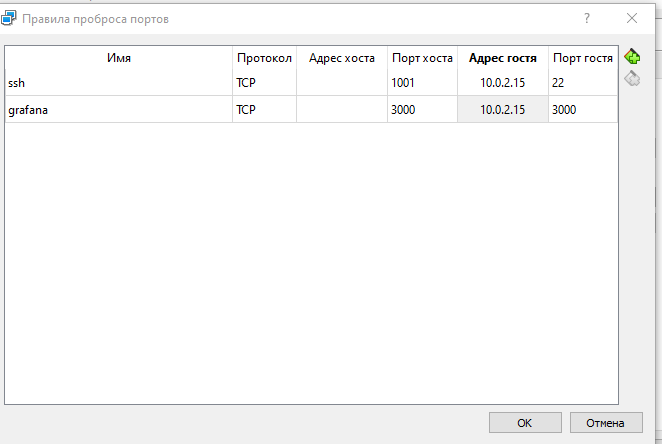 Правила проброса портов ?
Имя Протокол Адрес хоста Порт хоста Адрес гостя Порт гостя
ssh TCP 1001 10.0.2.15 22
grafana TCP 3000 10.0.2.15 3000
OK Отмена